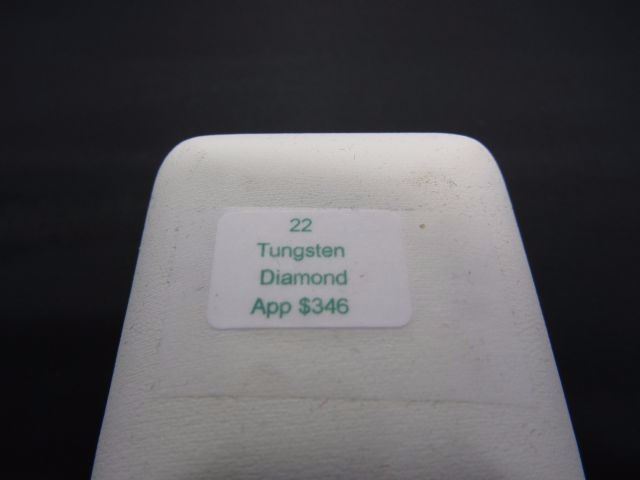 22
Tungsten
Diamond
App $346